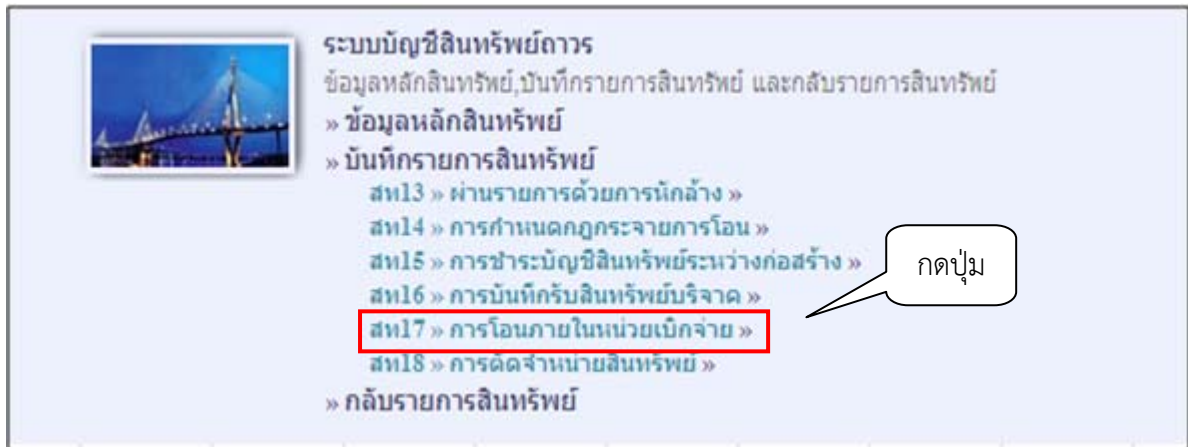 ระบบบัญชีสินทรัพย์ถาวร
ข้อมูลหลักสินทรัพย์,บันทึกรายการสินทรัพย์ และกลับรายการสินทรัพย์
» ข้อมูลหลักสินทรัพย์
» บันทึกรายการสินทรัพย์
สท13 » ผ่านรายการด้วยการหักล้าง »
สท14 » การกำหนดกฎกระจายการโอน »
สท15 » การชำระบัญชีสินทรัพย์ระหว่างก่อสร้าง »
สท16 » การบันทึกรับสินทรัพย์บริจาค »
กดปุ่ม
สท17 » การโอนภายในหน่วยเบิกจ่าย »
สท18 » การตัดจำหน่ายสินทรัพย์ »
» กลับรายการสินทรัพย์